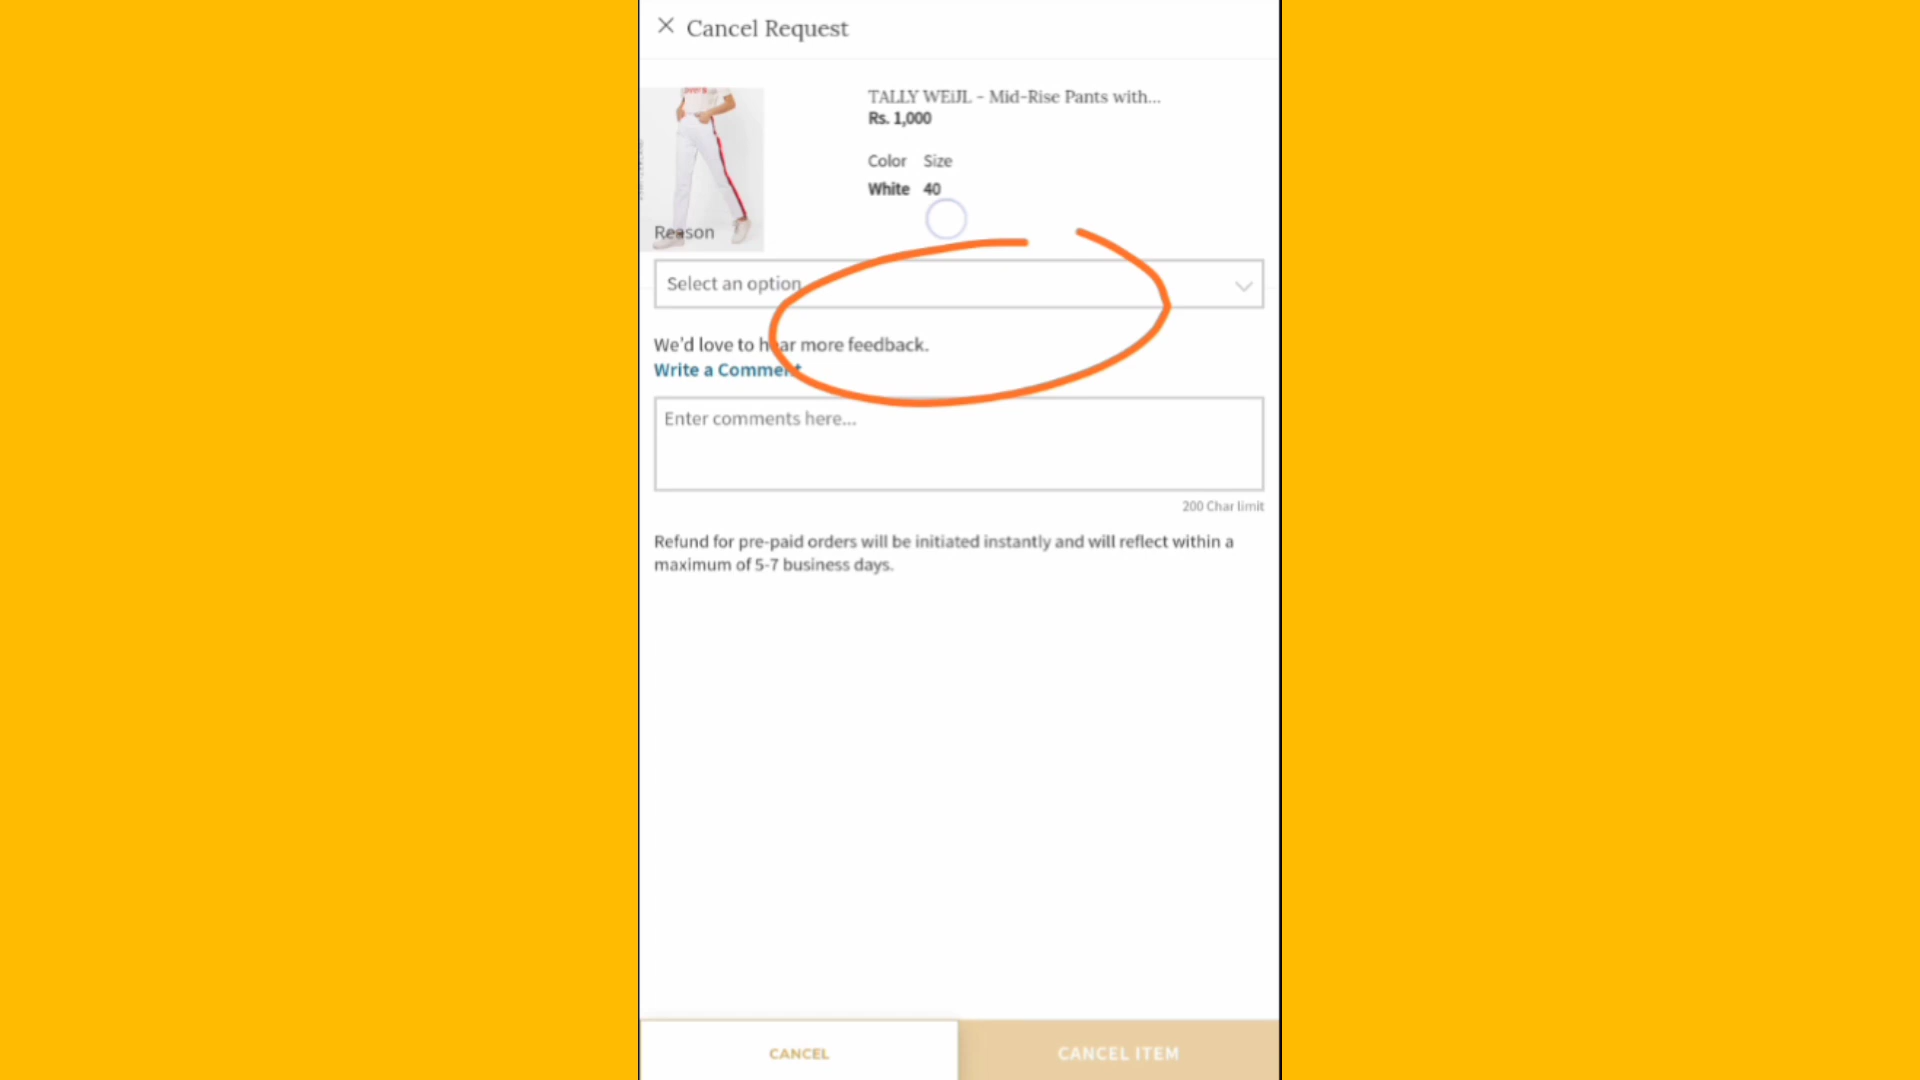 Cancel Request
TALLY WEiJL - Mid-Rise Pants with...
Rs. 1,000
Color Size
White 40
Reason
Select an option
We'd love to hear more feedback.
Write a Comment
Enter comments here...
200 Char limit
Refund for pre-paid orders will be initiated instantly and will reflect within a
maximum of 5-7 business days.
CANCEL
CANCEL ITEM